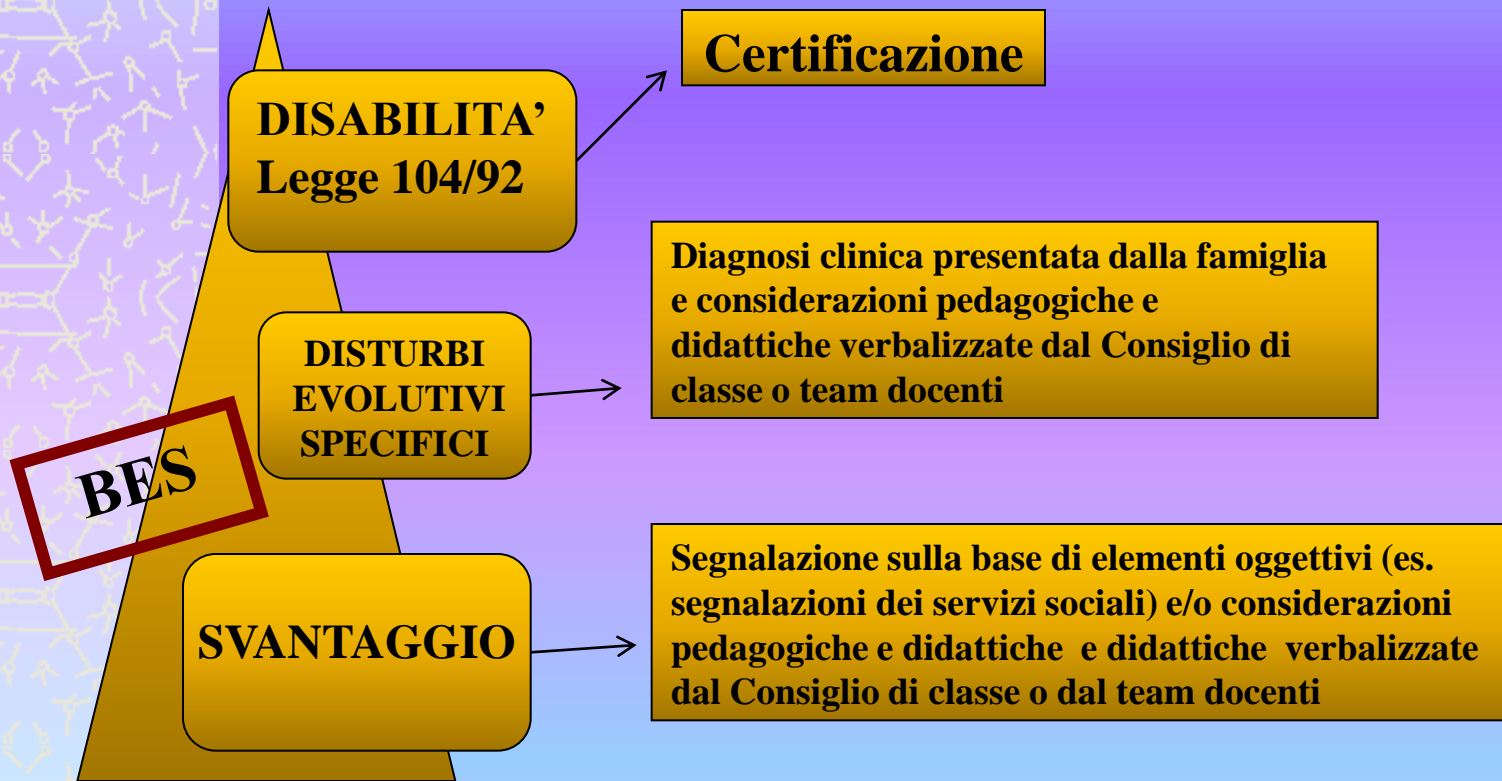 Certificazione
DISABILITA’
Legge 104/92
Diagnosi clinica presentata dalla famiglia
e considerazioni pedagogiche e
didattiche verbalizzate dal Consiglio di
classe o team docenti
DISTURBI
EVOLUTIVI
SPECIFICI
BES
Segnalazione sulla base di elementi oggettivi (es.
segnalazioni dei servizi sociali) e/o considerazioni
pedagogiche e didattiche e didattiche verbalizzate
dal Consiglio di classe o dal team docenti
SVANTAGGIO